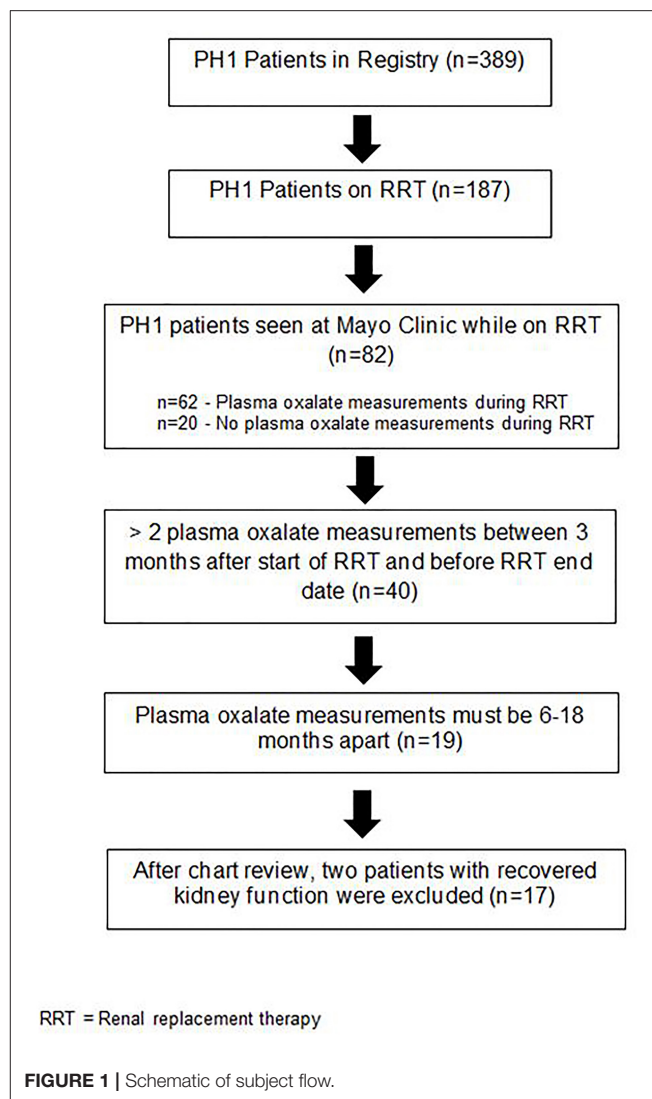 PH1 Patients in Registry (n=389)
PH1 Patients on RRT (n=187)
PH1 patients seen at Mayo Clinic while on RRT
(n=82)
n=62 - Plasma oxalate measurements during RRT
n=20 - No plasma oxalate measurements during RRT
> 2 plasma oxalate measurements between 3
months after start of RRT and before RRT end
date (n=40)
Plasma oxalate measurements must be 6-18
months apart (n=19)
After chart review, two patients with recovered
kidney function were excluded (n=17)
RRT = Renal replacement therapy
FIGURE 1 | Schematic of subject flow.